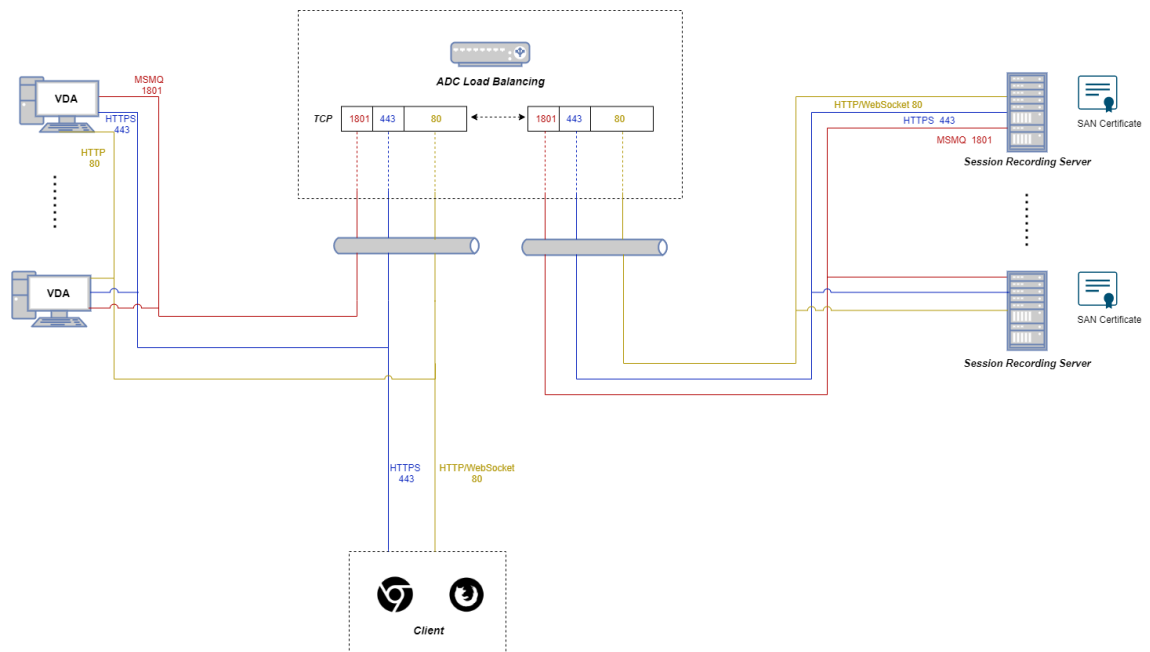 ADC Load Balancing
TCP
1801
443
80
1801
443
80
VDA
MSMQ
1801
HTTPS
443
HTTP
80
VDA
HTTP/WebSocket 80
HTTPS 443
MSMQ 1801
SAN Certificate
Session Recording Server
SAN Certificate
Session Recording Server
HTTPS
443
HTTP/WebSocket
80
Client